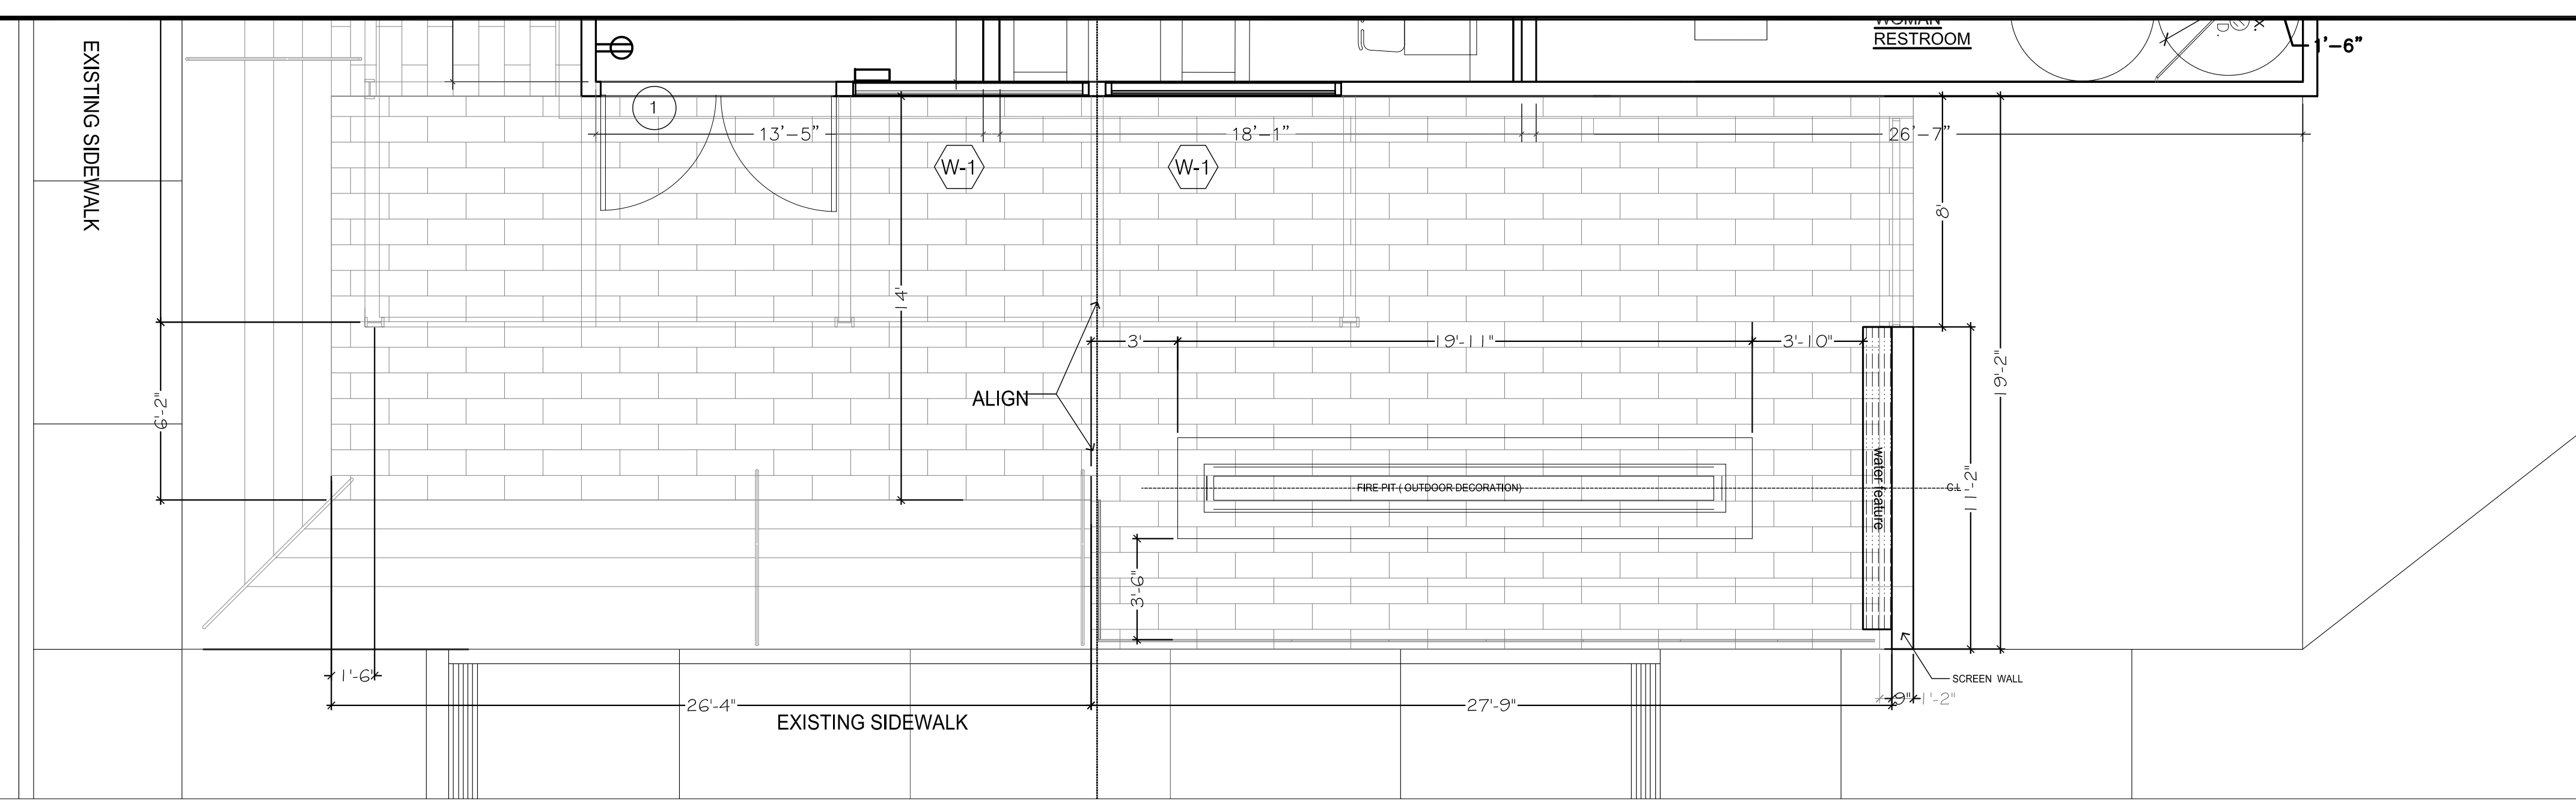 WOMAN
RESTROOM
1'-6"
D.
EXISTING SIDEWALK
1
13'-5"
18'-1"
26'-7"
W-1
W-1
8'
14'
19'-2"
6'-2"
3'
19'-11"
3'-10"
ALIGN
water feature
FIRE PIT ( OUTDOOR DECORATION)
C.L
11'-2"
3'-6"
1'-6"
SCREEN WALL
9"
1'-2"
26'-4"
27'-9"
EXISTING SIDEWALK